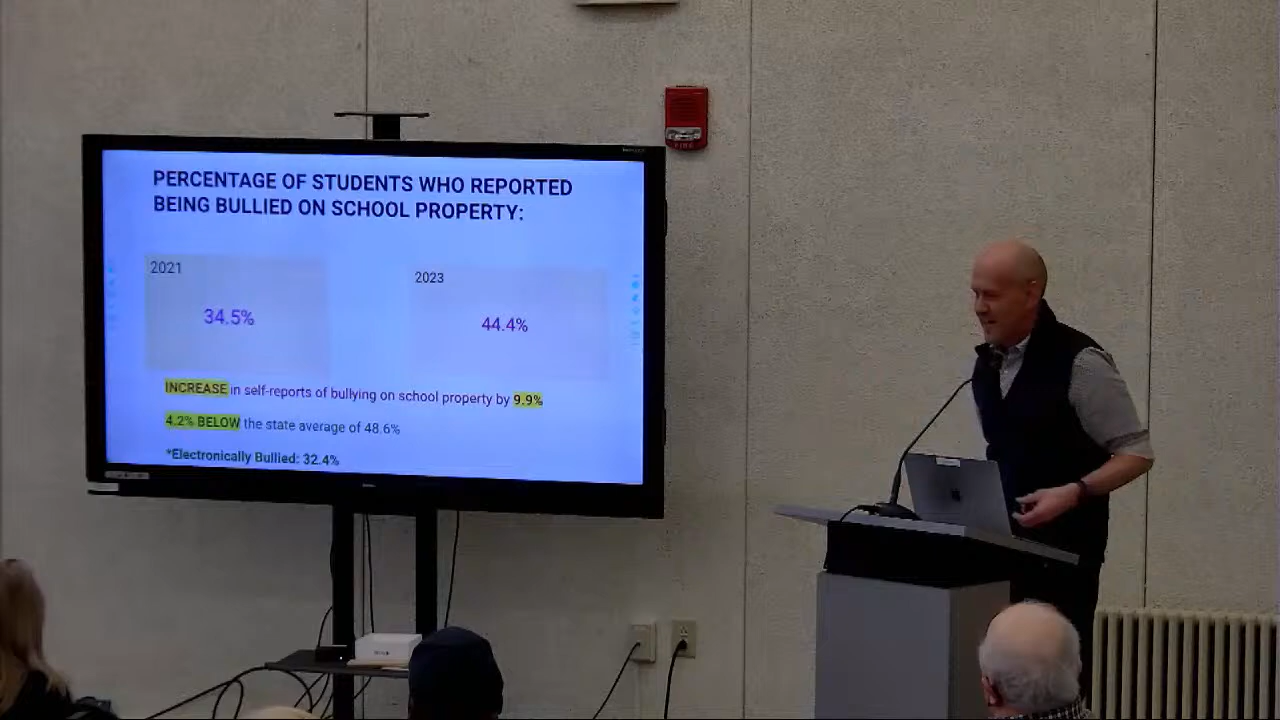 PERCENTAGE OF STUDENTS WHO REPORTED
BEING BULLIED ON SCHOOL PROPERTY:
2021
34.5%
2023
44.4%
INCREASE in self-reports of bullying on school property by 9.9%
4.2% BELOW the state average of 48.6%
*Electronically Bullied: 32.4%
FIRE